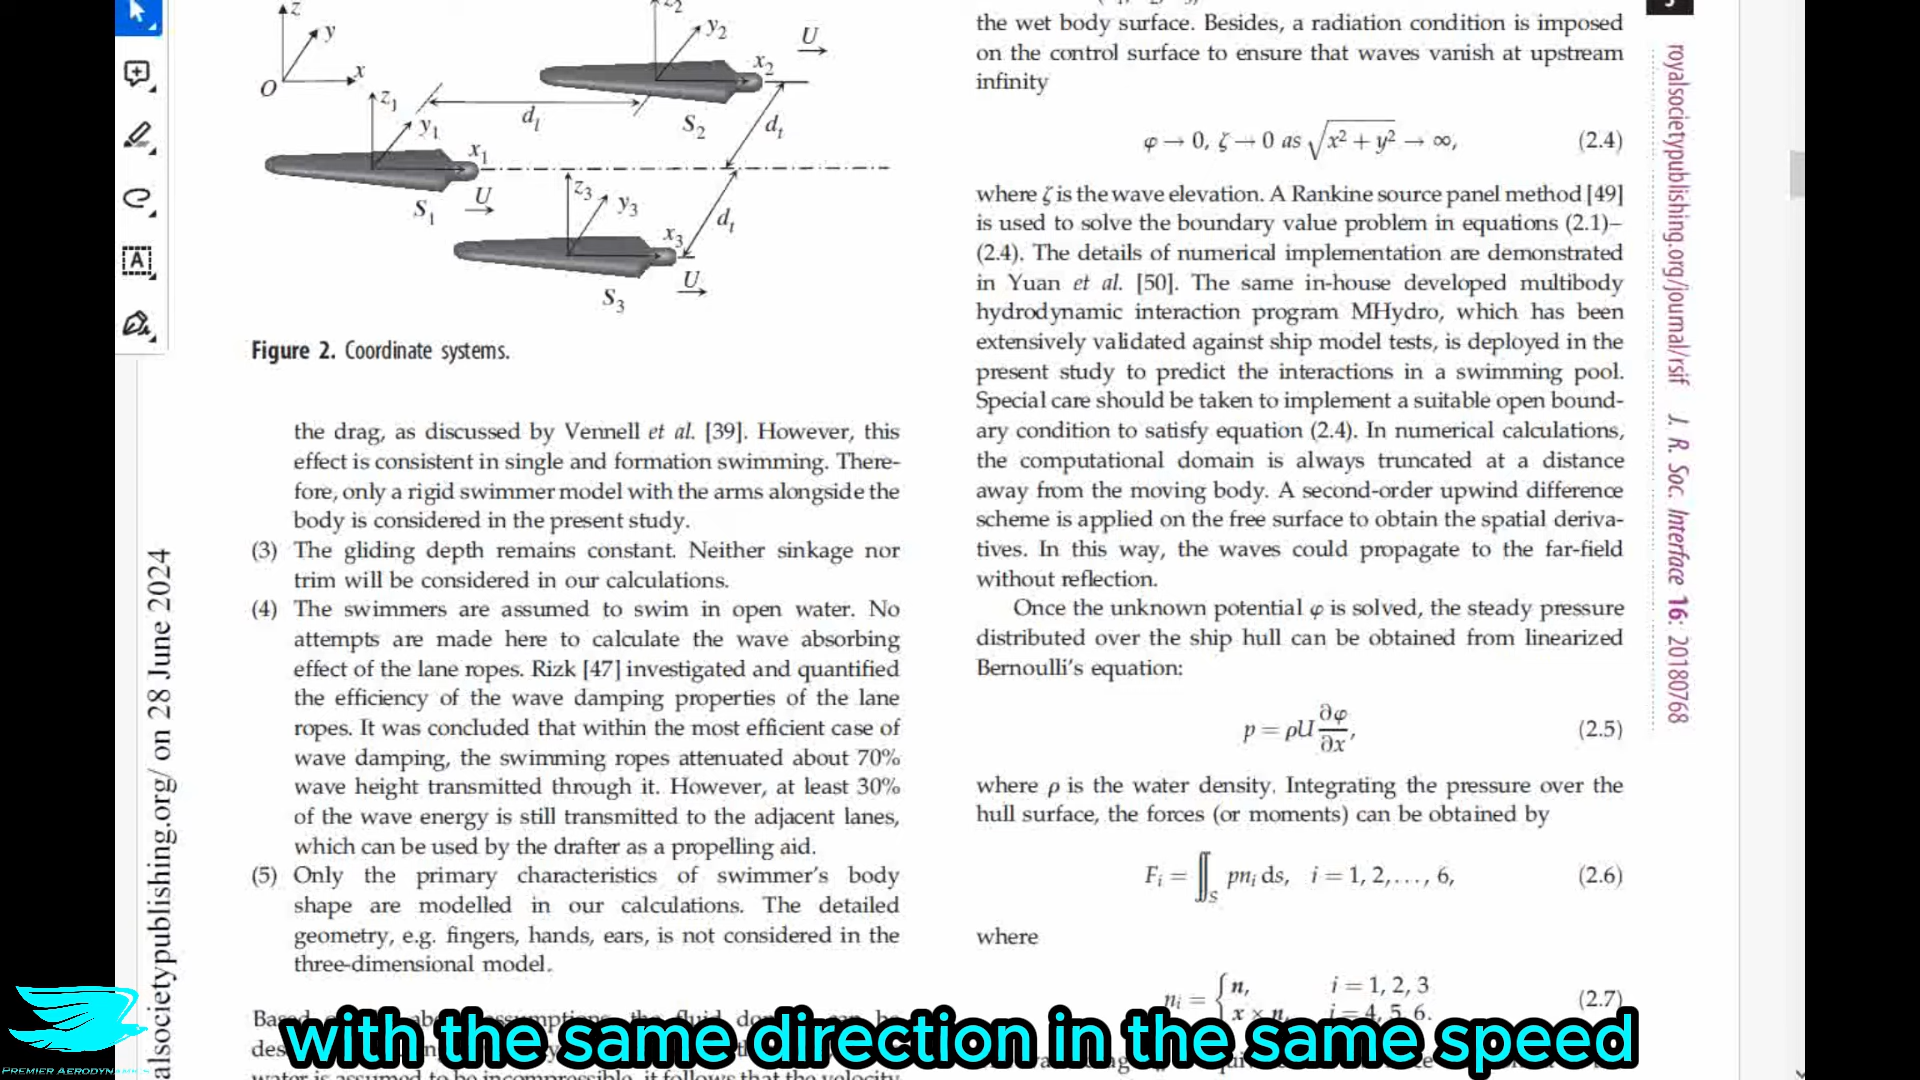 z
y
x
O
z2
y2
x2
U
S2
dl
dt
z1
y1
x1
U
S1
z3
y3
x3
dt
U
S3
Figure 2. Coordinate systems.
the drag, as discussed by Vennell et al. [39]. However, this
effect is consistent in single and formation swimming. There-
fore, only a rigid swimmer model with the arms alongside the
body is considered in the present study.
(3) The gliding depth remains constant. Neither sinkage nor
trim will be considered in our calculations.
(4) The swimmers are assumed to swim in open water. No
attempts are made here to calculate the wave absorbing
effect of the lane ropes. Rizk [47] investigated and quantified
the efficiency of the wave damping properties of the lane
ropes. It was concluded that within the most efficient case of
wave damping, the swimming ropes attenuated about 70%
wave height transmitted through it. However, at least 30%
of the wave energy is still transmitted to the adjacent lanes,
which can be used by the drafter as a propelling aid.
(5) Only the primary characteristics of swimmer's body
shape are modelled in our calculations. The detailed
geometry, e.g. fingers, hands, ears, is not considered in the
three-dimensional model.
the wet body surface. Besides, a radiation condition is imposed
on the control surface to ensure that waves vanish at upstream
infinity
φ → 0, ζ → 0 as √x² + y² → ∞, (2.4)
where ζ is the wave elevation. A Rankine source panel method [49]
is used to solve the boundary value problem in equations (2.1)–
(2.4). The details of numerical implementation are demonstrated
in Yuan et al. [50]. The same in-house developed multibody
hydrodynamic interaction program MHydro, which has been
extensively validated against ship model tests, is deployed in the
present study to predict the interactions in a swimming pool.
Special care should be taken to implement a suitable open bound-
ary condition to satisfy equation (2.4). In numerical calculations,
the computational domain is always truncated at a distance
away from the moving body. A second-order upwind difference
scheme is applied on the free surface to obtain the spatial deriva-
tives. In this way, the waves could propagate to the far-field
without reflection.
Once the unknown potential φ is solved, the steady pressure
distributed over the ship hull can be obtained from linearized
Bernoulli's equation:
p = ρU ∂φ/∂x, (2.5)
where ρ is the water density. Integrating the pressure over the
hull surface, the forces (or moments) can be obtained by
Fi = ∬S pni ds, i = 1, 2, . . . , 6, (2.6)
where
ni = { n, i = 1, 2, 3
x × n, i = 4, 5, 6. (2.7)
royalsocietypublishing.org/journal/rsif J. R. Soc. Interface 16: 20180768
alsocietypublishing.org/ on 28 June 2024
with the same direction in the same speed
PREMIER AERODYNAMICS